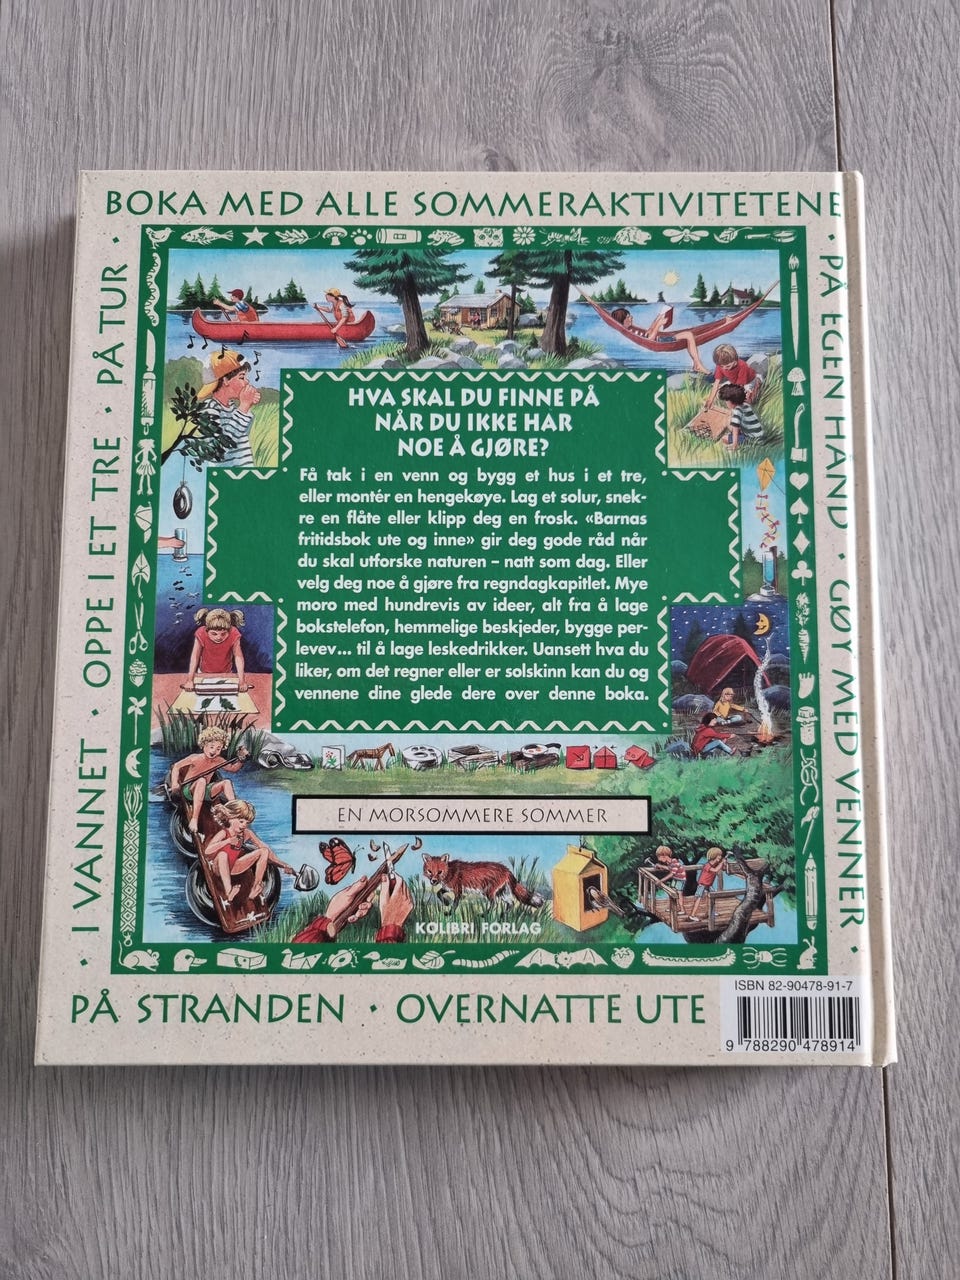 BOKA MED ALLE SOMMERAKTIVITETENE
· PÅ EGEN HÅND · GØY MED VENNER ·
· I VANNET · OPPE I ET TRE · PÅ TUR ·
HVA SKAL DU FINNE PÅ
NÅR DU IKKE HAR
NOE Å GJØRE?
Få tak i en venn og bygg et hus i et tre,
eller montér en hengekøye. Lag et solur, snek-
re en flåte eller klipp deg en frosk. «Barnas
fritidsbok ute og inne» gir deg gode råd når
du skal utforske naturen – natt som dag. Eller
velg deg noe å gjøre fra regndagkapitlet. Mye
moro med hundrevis av ideer, alt fra å lage
bokstelefon, hemmelige beskjeder, bygge per-
levev... til å lage leskedrikker. Uansett hva du
liker, om det regner eller er solskinn kan du og
vennene dine glede dere over denne boka.
EN MORSOMMERE SOMMER
KOLIBRI FORLAG
PÅ STRANDEN · OVERNATTE UTE
ISBN 82-90478-91-7
9 788290 478914